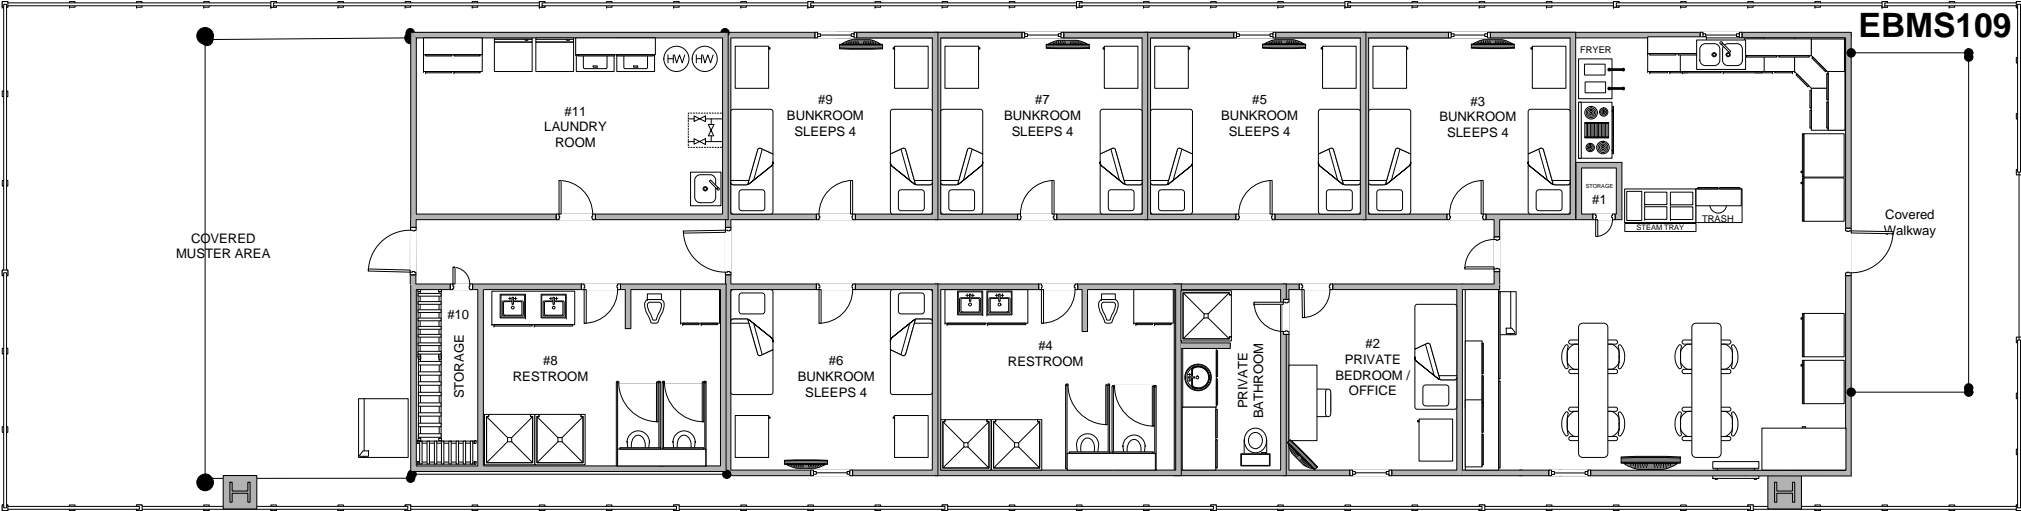 EBMS109
FRYER
#11
LAUNDRY
ROOM
HW
HW
#9
BUNKROOM
SLEEPS 4
#7
BUNKROOM
SLEEPS 4
#5
BUNKROOM
SLEEPS 4
#3
BUNKROOM
SLEEPS 4
STORAGE
#1
TRASH
STEAM TRAY
Covered
Walkway
COVERED
MUSTER AREA
#10
STORAGE
#8
RESTROOM
#6
BUNKROOM
SLEEPS 4
#4
RESTROOM
PRIVATE
BATHROOM
#2
PRIVATE
BEDROOM /
OFFICE
H
H